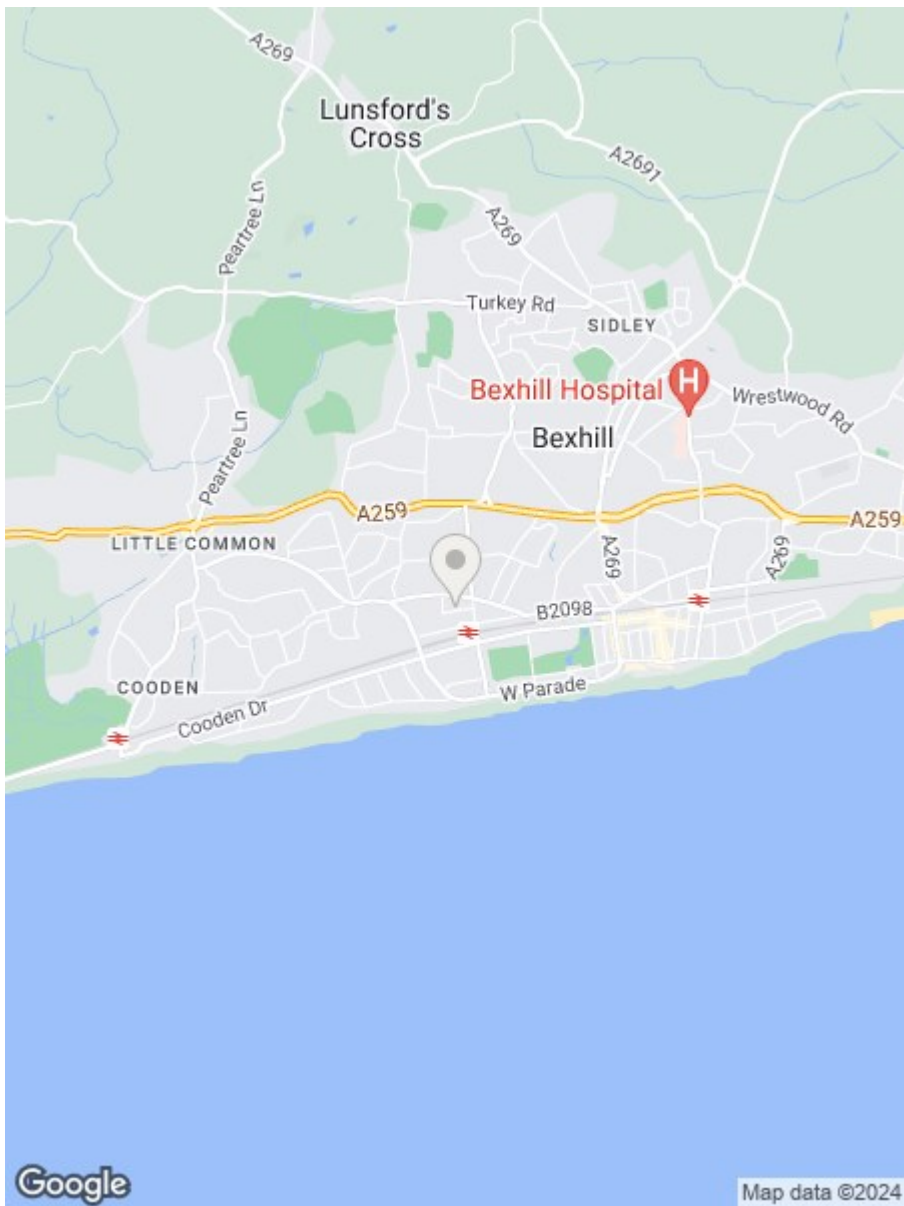 A269
Lunsford's
Cross
A2691
Peartree Ln
A269
Turkey Rd
SIDLEY
H
Bexhill Hospital
Wrestwood Rd
Bexhill
Peartree Ln
A259
A259
LITTLE COMMON
A269
A269
B2098
COODEN
W Parade
Cooden Dr
Google
Map data ©2024